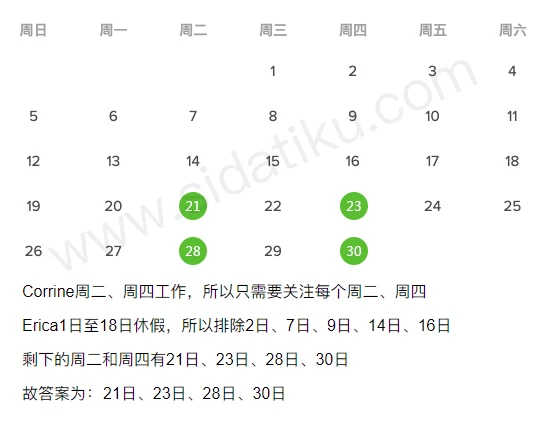 周日 周一 周二 周三 周四 周五 周六
1 2 3 4
5 6 7 8 9 10 11
12 13 14 15 16 17 18
19 20 21 22 23 24 25
26 27 28 29 30
www.sidatiku.com
Corrine周二、周四工作，所以只需要关注每个周二、周四
Erica1日至18日休假，所以排除2日、7日、9日、14日、16日
剩下的周二和周四有21日、23日、28日、30日
故答案为：21日、23日、28日、30日